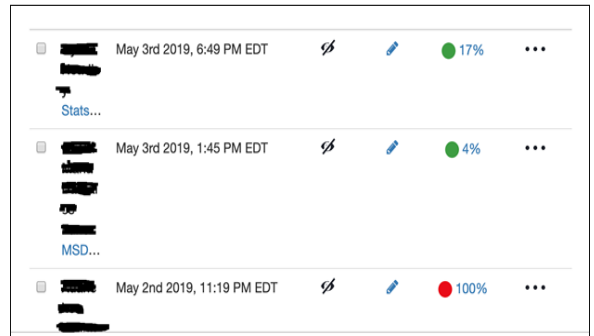 May 3rd 2019, 6:49 PM EDT 17% •••
Stats...
May 3rd 2019, 1:45 PM EDT 4% •••
MSD...
May 2nd 2019, 11:19 PM EDT 100% •••